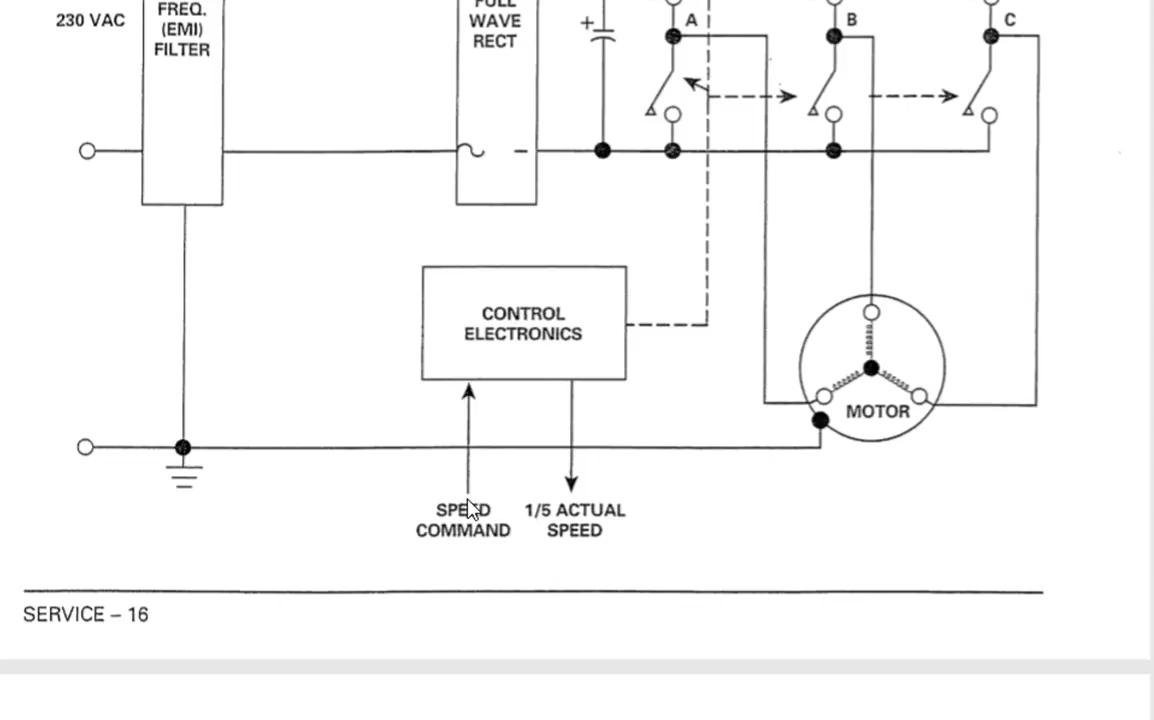 230 VAC
FREQ.
(EMI)
FILTER
FULL
WAVE
RECT
+
A
B
C
CONTROL
ELECTRONICS
MOTOR
SPEED
COMMAND
1/5 ACTUAL
SPEED
SERVICE – 16